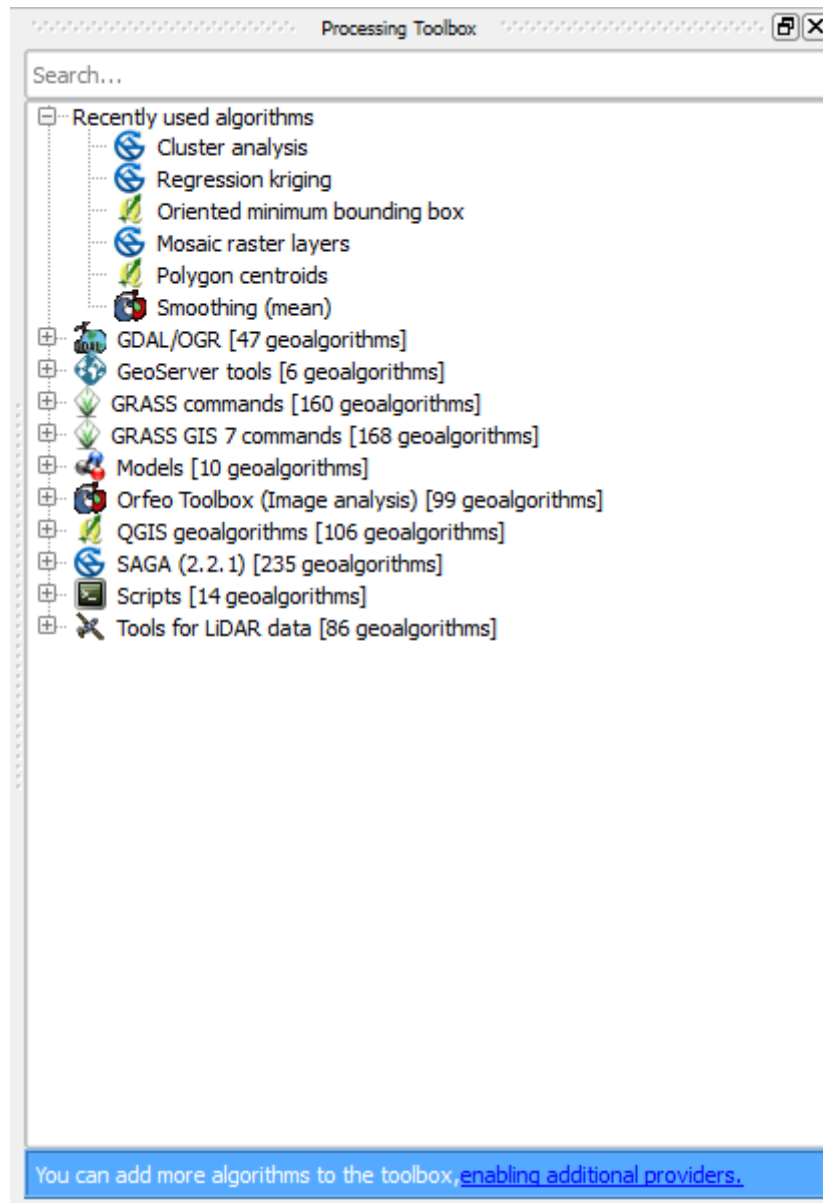 Processing Toolbox
Search...
Recently used algorithms
Cluster analysis
Regression kriging
Oriented minimum bounding box
Mosaic raster layers
Polygon centroids
Smoothing (mean)
GDAL/OGR [47 geoalgorithms]
GeoServer tools [6 geoalgorithms]
GRASS commands [160 geoalgorithms]
GRASS GIS 7 commands [168 geoalgorithms]
Models [10 geoalgorithms]
Orfeo Toolbox (Image analysis) [99 geoalgorithms]
QGIS geoalgorithms [106 geoalgorithms]
SAGA (2.2.1) [235 geoalgorithms]
Scripts [14 geoalgorithms]
Tools for LiDAR data [86 geoalgorithms]
You can add more algorithms to the toolbox,enabling additional providers.